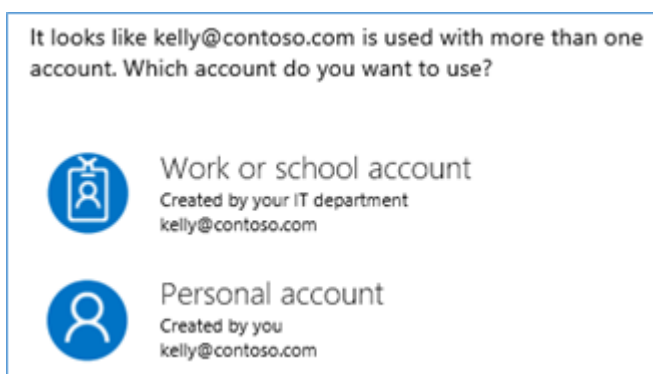 It looks like kelly@contoso.com is used with more than one
account. Which account do you want to use?
Work or school account
Created by your IT department
kelly@contoso.com
Personal account
Created by you
kelly@contoso.com